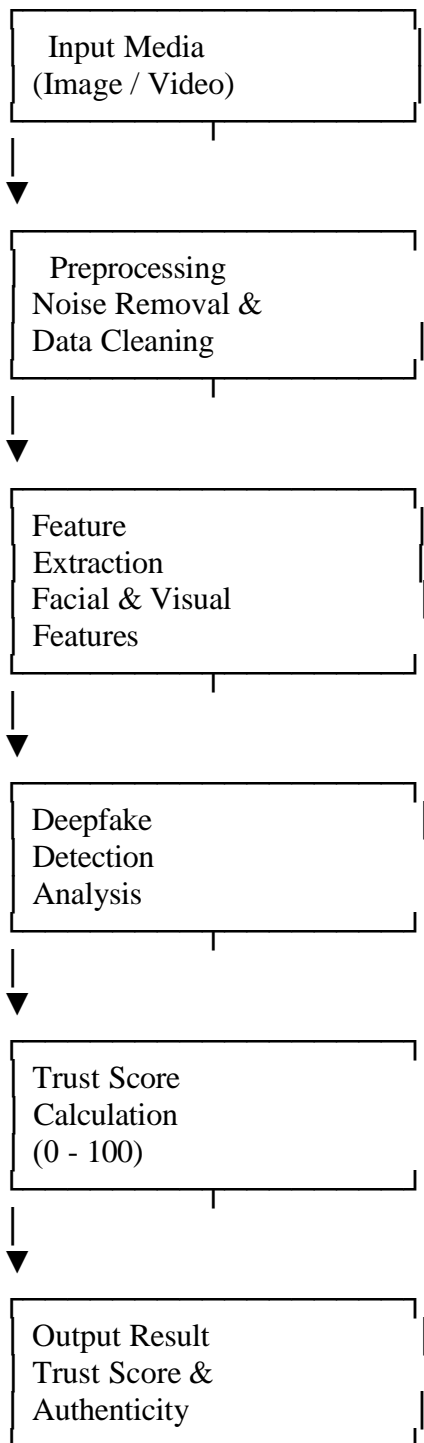 Input Media
(Image / Video)
Preprocessing
Noise Removal &
Data Cleaning
Feature
Extraction
Facial & Visual
Features
Deepfake
Detection
Analysis
Trust Score
Calculation
(0 - 100)
Output Result
Trust Score &
Authenticity